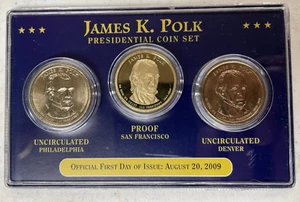 JAMES K. POLK
PRESIDENTIAL COIN SET
PROOF
SAN FRANCISCO
UNCIRCULATED
PHILADELPHIA
UNCIRCULATED
DENVER
OFFICIAL FIRST DAY OF ISSUE: AUGUST 20, 2009